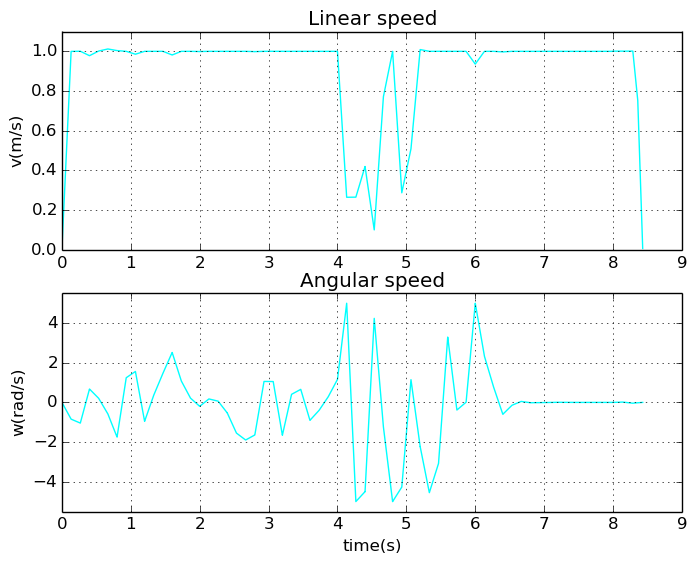 Linear speed
1.0
0.8
0.6
0.4
0.2
0.0
v(m/s)
0 1 2 3 4 5 6 7 8 9
Angular speed
4
2
0
−2
−4
w(rad/s)
0 1 2 3 4 5 6 7 8 9
time(s)